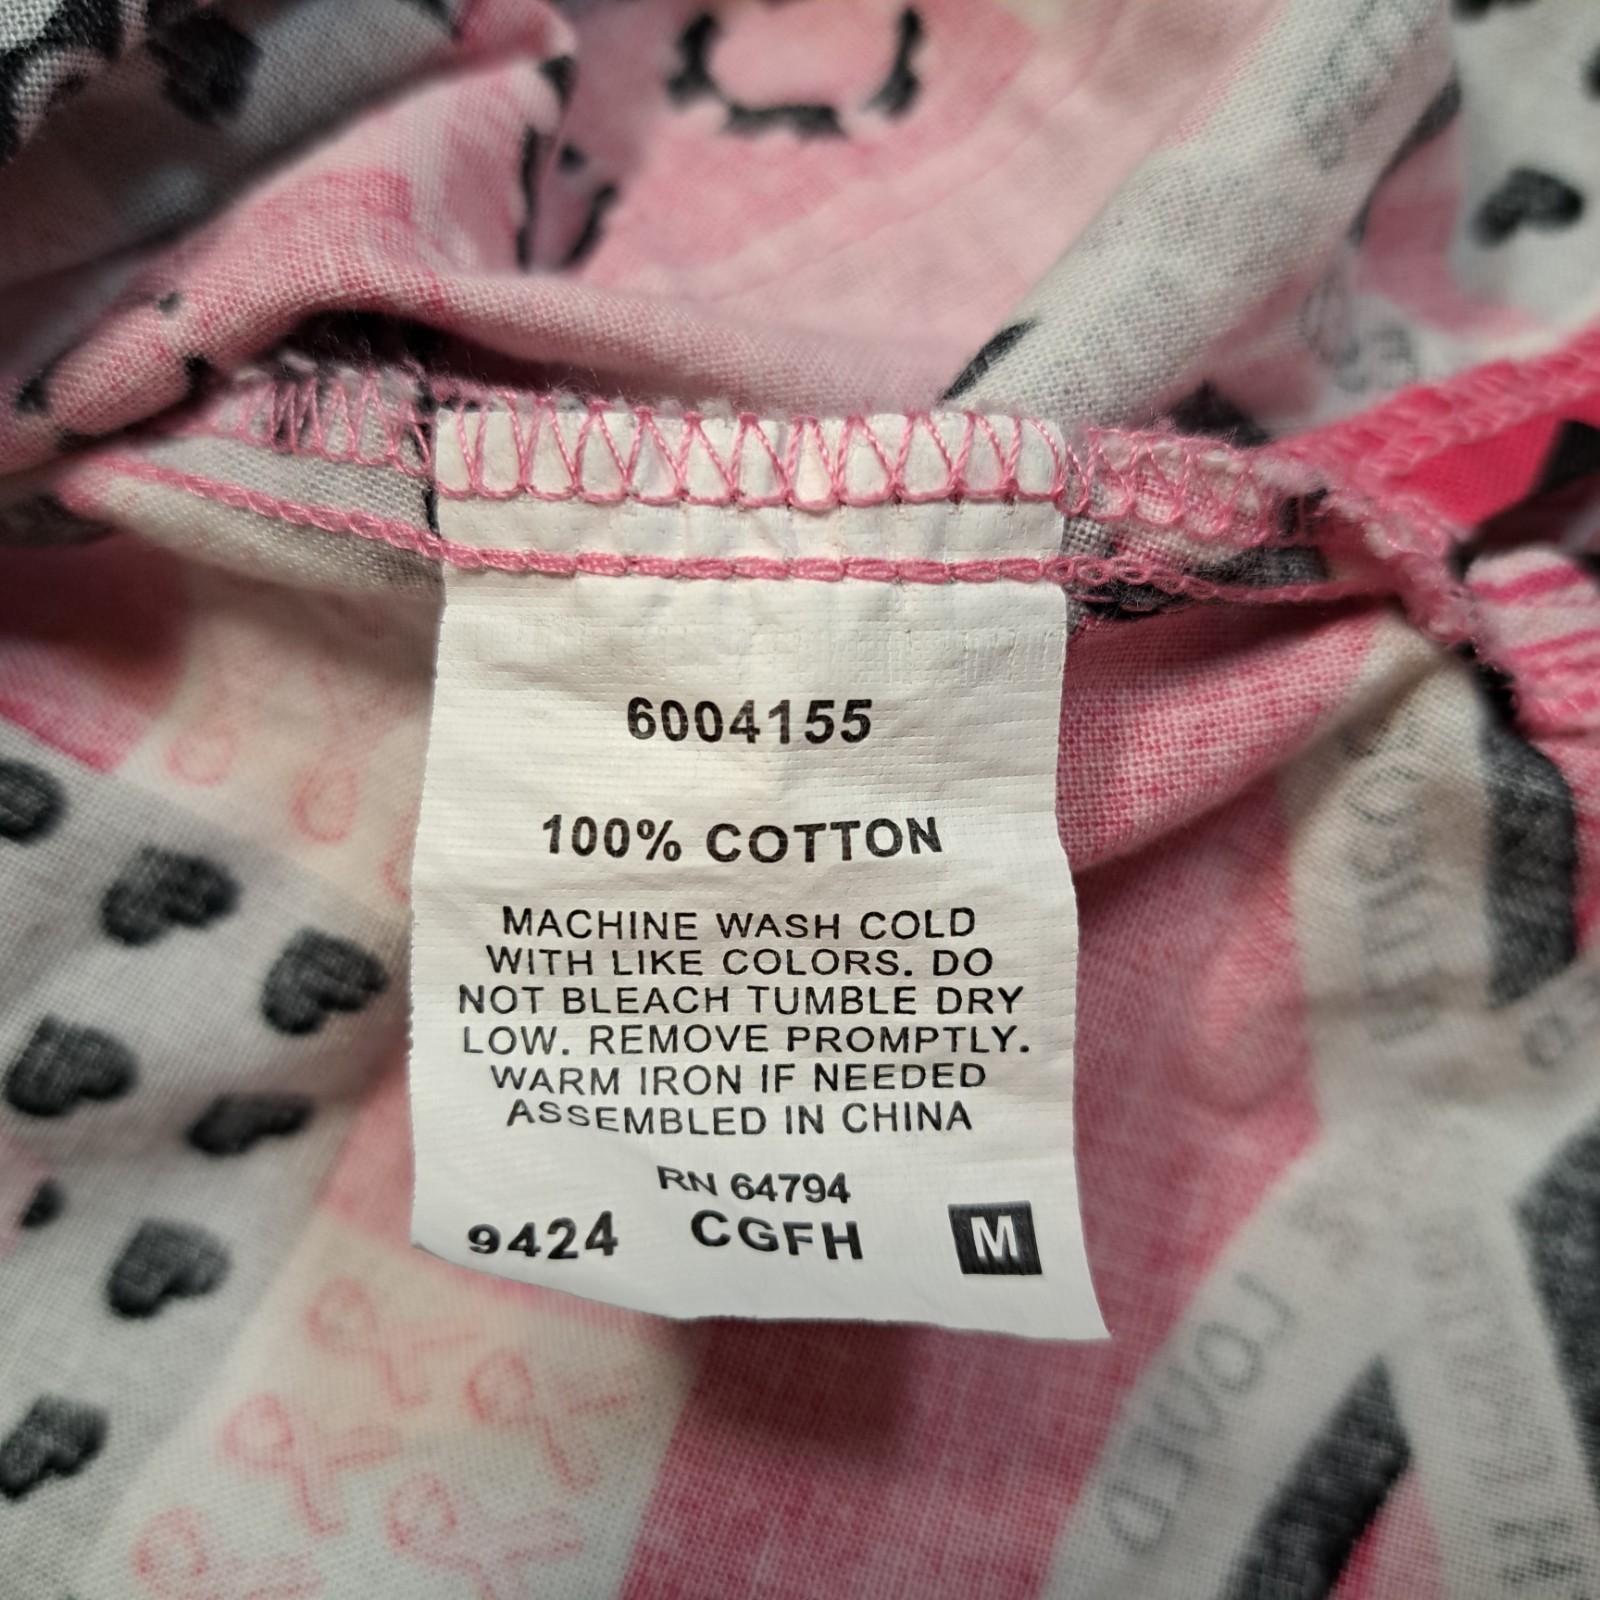 6004155
100% COTTON
MACHINE WASH COLD
WITH LIKE COLORS. DO
NOT BLEACH TUMBLE DRY
LOW. REMOVE PROMPTLY.
WARM IRON IF NEEDED
ASSEMBLED IN CHINA
RN 64794
9424 CGFH M